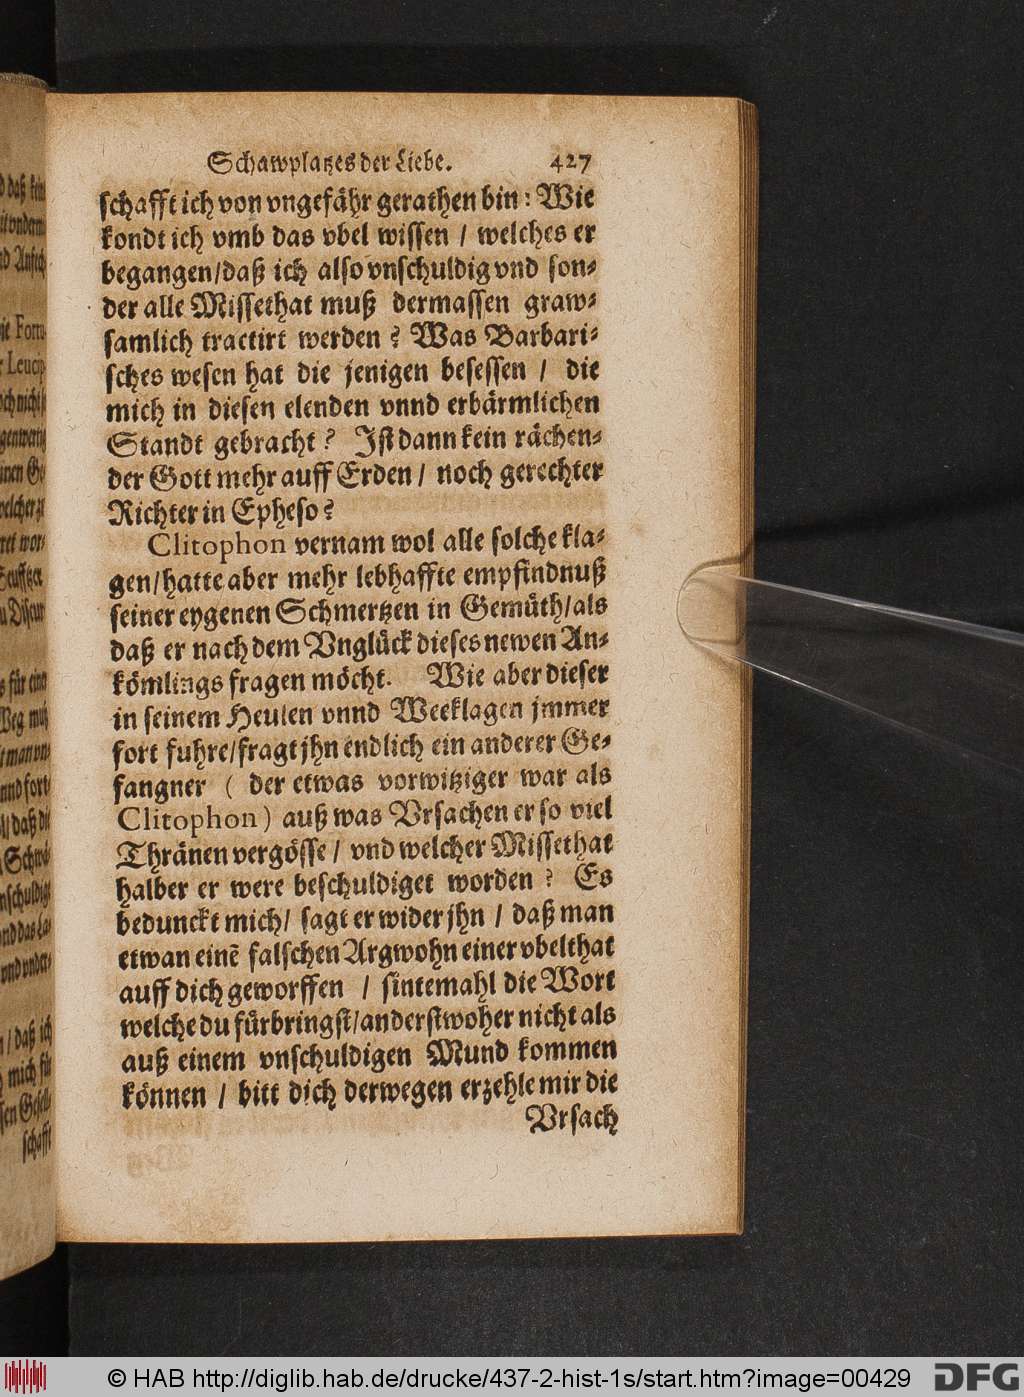 Schawplatzes der Liebe. 427
schafft ich von vngefähr gerathen bin: Wie
kondt ich vmb das vbel wissen / welches er
begangen/daß ich also vnschuldig vnd son-
der alle Missethat muß dermassen graw-
samlich tractirt werden? Was Barbari-
sches wesen hat die jenigen besessen / die
mich in diesen elenden vnnd erbärmlichen
Standt gebracht? Ist dann kein rächen-
der Gott mehr auff Erden / noch gerechter
Richter in Epheso?
Clitophon vernam wol alle solche kla-
gen/hatte aber mehr lebhaffte empfindnuß
seiner eygenen Schmertzen in Gemüth/als
daß er nach dem Vnglück dieses newen An-
kömlings fragen möcht. Wie aber dieser
in seinem Heulen vnnd Weeklagen jmmer
fort fuhre/fragt jhn endlich ein anderer Ge-
fangner ( der etwas vorwitziger war als
Clitophon) auß was Vrsachen er so viel
Thränen vergösse / vnd welcher Missethat
halber er were beschuldiget worden? Es
bedunckt mich/ sagt er wider jhn / daß man
etwan einē falschen Argwohn einer vbelthat
auff dich geworffen / sintemahl die Wort
welche du fürbringst/anderstwoher nicht als
auß einem vnschuldigen Mund kommen
können / bitt dich derwegen erzehle mir die
Vrsach
© HAB http://diglib.hab.de/drucke/437-2-hist-1s/start.htm?image=00429
DFG